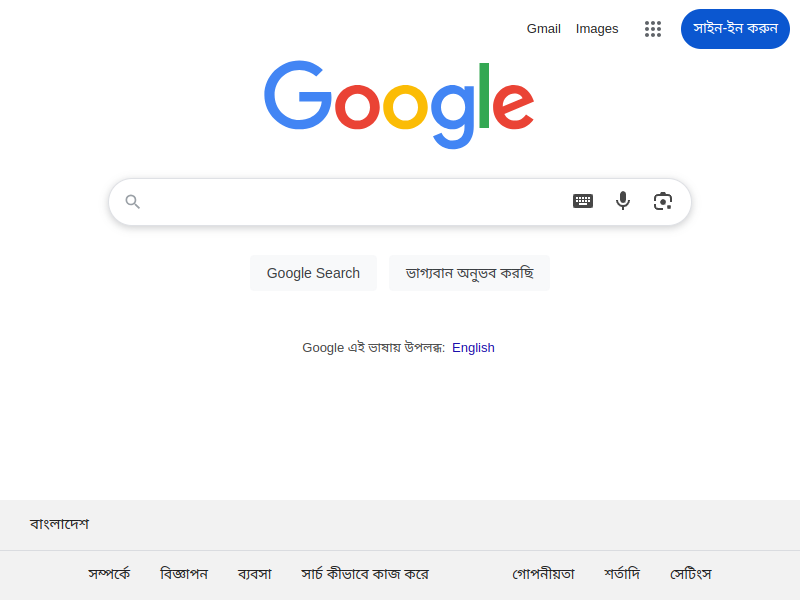 Gmail Images সাইন-ইন করুন
Google
Google Search ভাগ্যবান অনুভব করছি
Google এই ভাষায় উপলব্ধ: English
বাংলাদেশ
সম্পর্কে বিজ্ঞাপন ব্যবসা সার্চ কীভাবে কাজ করে গোপনীয়তা শর্তাদি সেটিংস